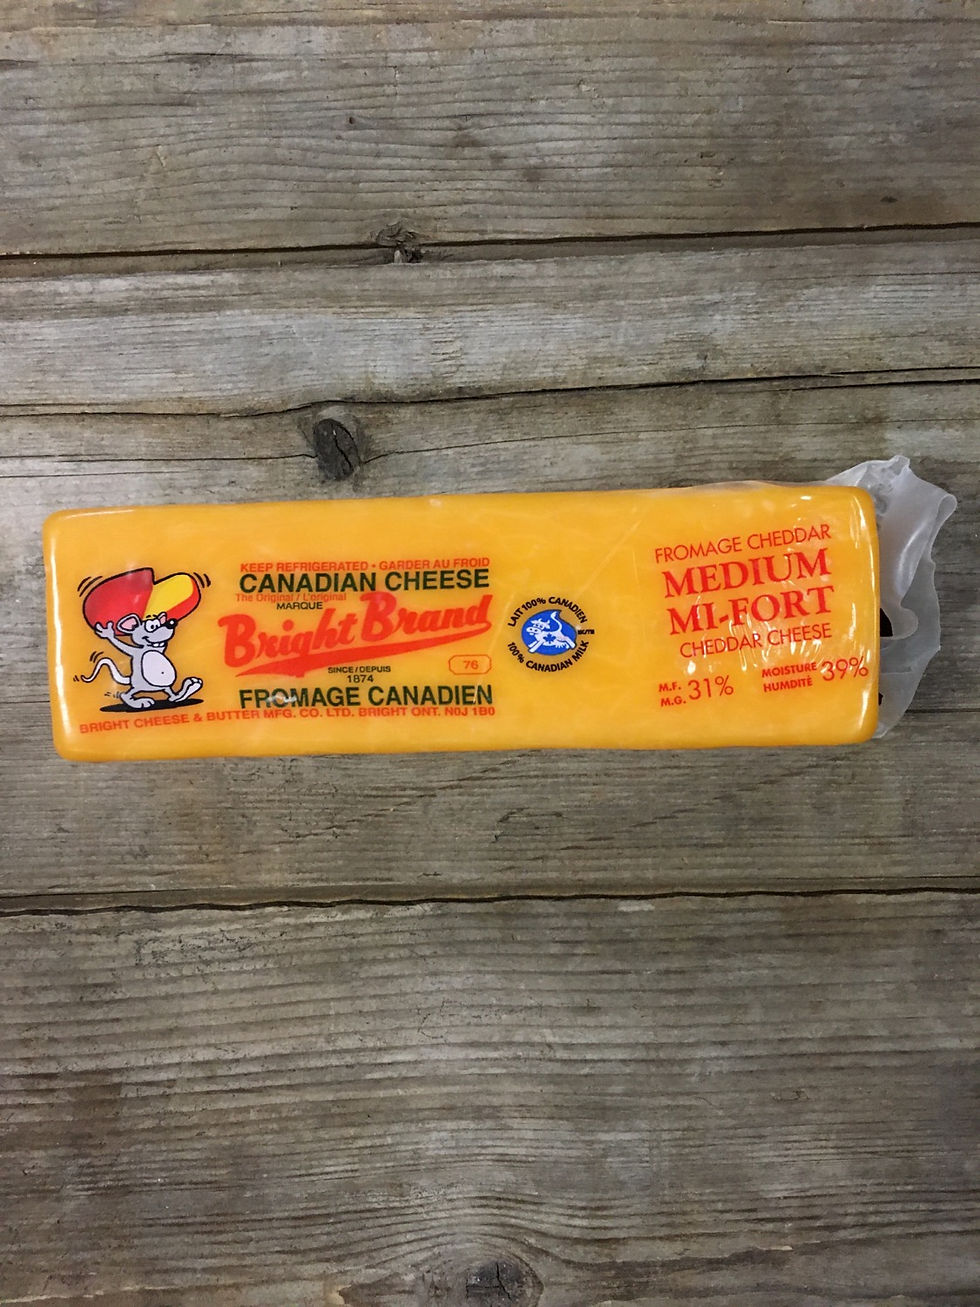 KEEP REFRIGERATED • GARDER AU FROID
CANADIAN CHEESE
The Original / L'original
MARQUE
Bright Brand
SINCE/DEPUIS
1874
76
FROMAGE CANADIEN
BRIGHT CHEESE & BUTTER MFG. CO. LTD. BRIGHT ONT. N0J 1B0
LAIT 100% CANADIEN
100% CANADIAN MILK
FROMAGE CHEDDAR
MEDIUM
MI-FORT
CHEDDAR CHEESE
M.F. 31%
M.G.
MOISTURE 39%
HUMDITÉ